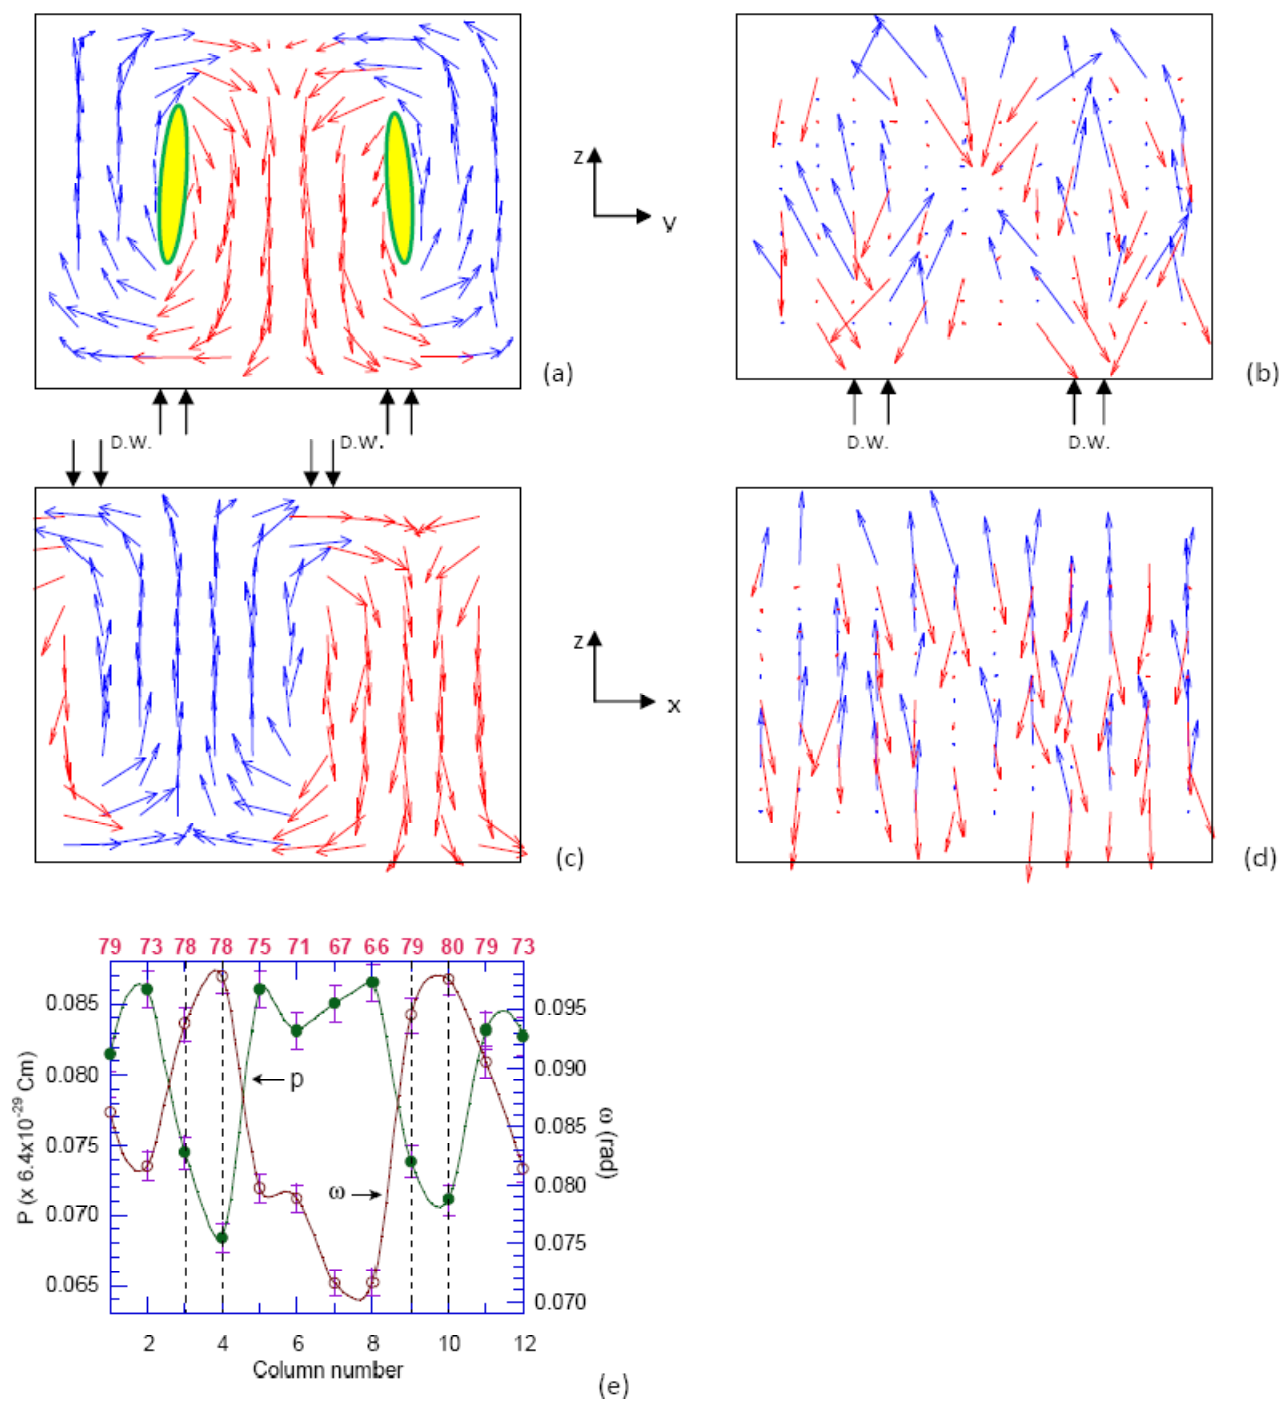 z
y
(a)
(b)
D.W.
D.W.
D.W.
D.W.
z
x
(c)
(d)
79 73 78 78 75 71 67 66 79 80 79 73
0.085
0.080
0.075
0.070
0.065
P (x 6.4x10⁻²⁹ Cm)
p
ω
0.095
0.090
0.085
0.080
0.075
0.070
ω (rad)
2 4 6 8 10 12
Column number
(e)